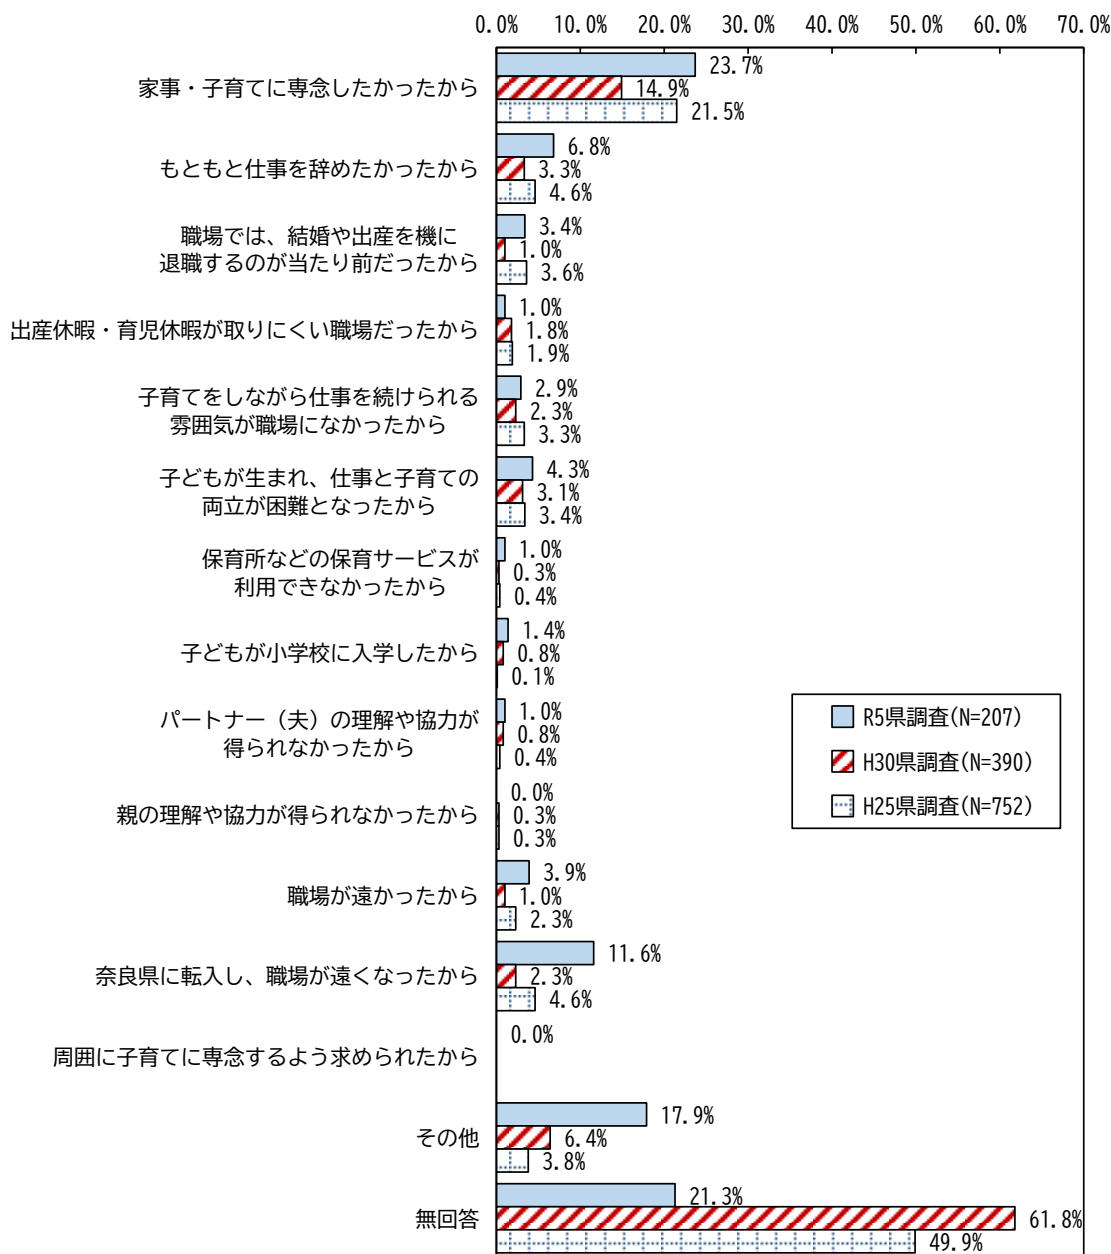 0.0% 10.0% 20.0% 30.0% 40.0% 50.0% 60.0% 70.0%
家事・子育てに専念したかったから
23.7%
14.9%
21.5%
もともと仕事を辞めたかったから
6.8%
3.3%
4.6%
職場では、結婚や出産を機に
退職するのが当たり前だったから
3.4%
1.0%
3.6%
出産休暇・育児休暇が取りにくい職場だったから
1.0%
1.8%
1.9%
子育てをしながら仕事を続けられる
雰囲気が職場になかったから
2.9%
2.3%
3.3%
子どもが生まれ、仕事と子育ての
両立が困難となったから
4.3%
3.1%
3.4%
保育所などの保育サービスが
利用できなかったから
1.0%
0.3%
0.4%
子どもが小学校に入学したから
1.4%
0.8%
0.1%
パートナー（夫）の理解や協力が
得られなかったから
1.0%
0.8%
0.4%
親の理解や協力が得られなかったから
0.0%
0.3%
0.3%
職場が遠かったから
3.9%
1.0%
2.3%
奈良県に転入し、職場が遠くなったから
11.6%
2.3%
4.6%
周囲に子育てに専念するよう求められたから
0.0%
その他
17.9%
6.4%
3.8%
無回答
21.3%
61.8%
49.9%
R5県調査(N=207)
H30県調査(N=390)
H25県調査(N=752)